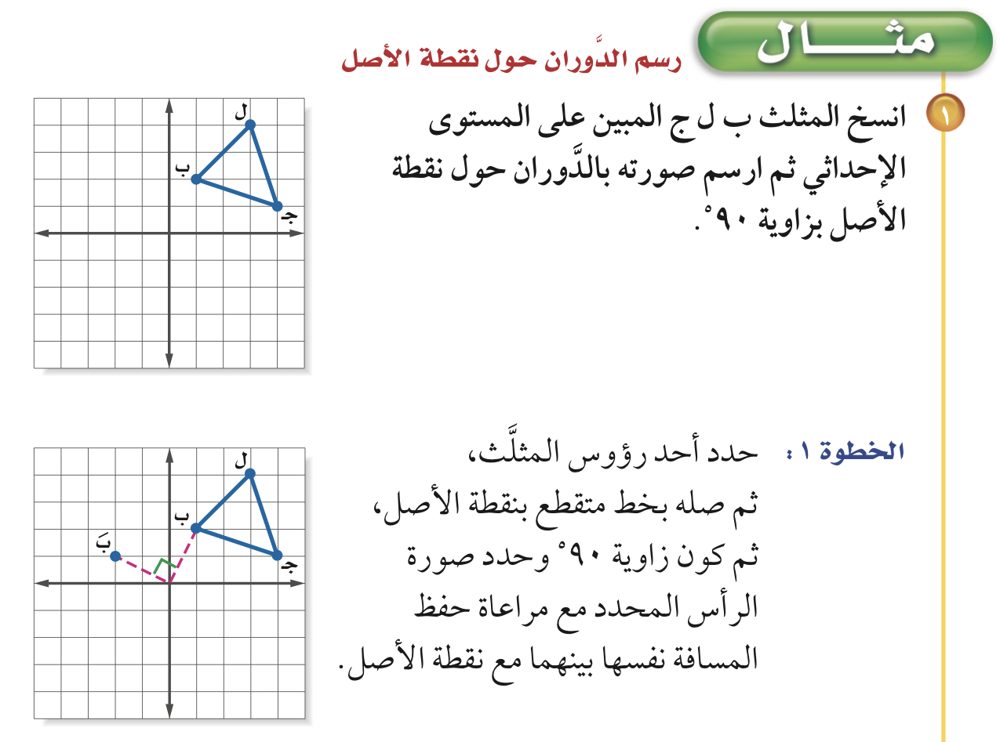 مثـــــال
رسم الدَّوران حول نقطة الأصل
١
انسخ المثلث ب ل ج المبين على المستوى
الإحداثي ثم ارسم صورته بالدَّوران حول نقطة
الأصل بزاوية ٩٠°.
ل
ب
جـ
الخطوة ١ : حدد أحد رؤوس المثلَّث،
ثم صله بخط متقطع بنقطة الأصل،
ثم كون زاوية ٩٠° وحدد صورة
الرأس المحدد مع مراعاة حفظ
المسافة نفسها بينهما مع نقطة الأصل.
ل
ب
بَ
جـ